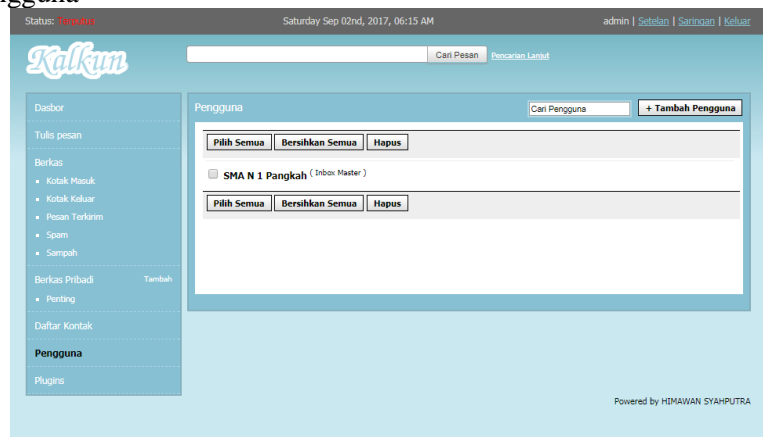 ngguna
Status: Terputus
Saturday Sep 02nd, 2017, 06:15 AM
admin | Setelan | Saringan | Keluar
Kalkun
Cari Pesan
Pencarian Lanjut
Dasbor
Tulis pesan
Berkas
Kotak Masuk
Kotak Keluar
Pesan Terkirim
Spam
Sampah
Berkas Pribadi Tambah
Penting
Daftar Kontak
Pengguna
Plugins
Pengguna
Cari Pengguna
+ Tambah Pengguna
Pilih Semua Bersihkan Semua Hapus
SMA N 1 Pangkah ( Inbox Master )
Pilih Semua Bersihkan Semua Hapus
Powered by HIMAWAN SYAHPUTRA